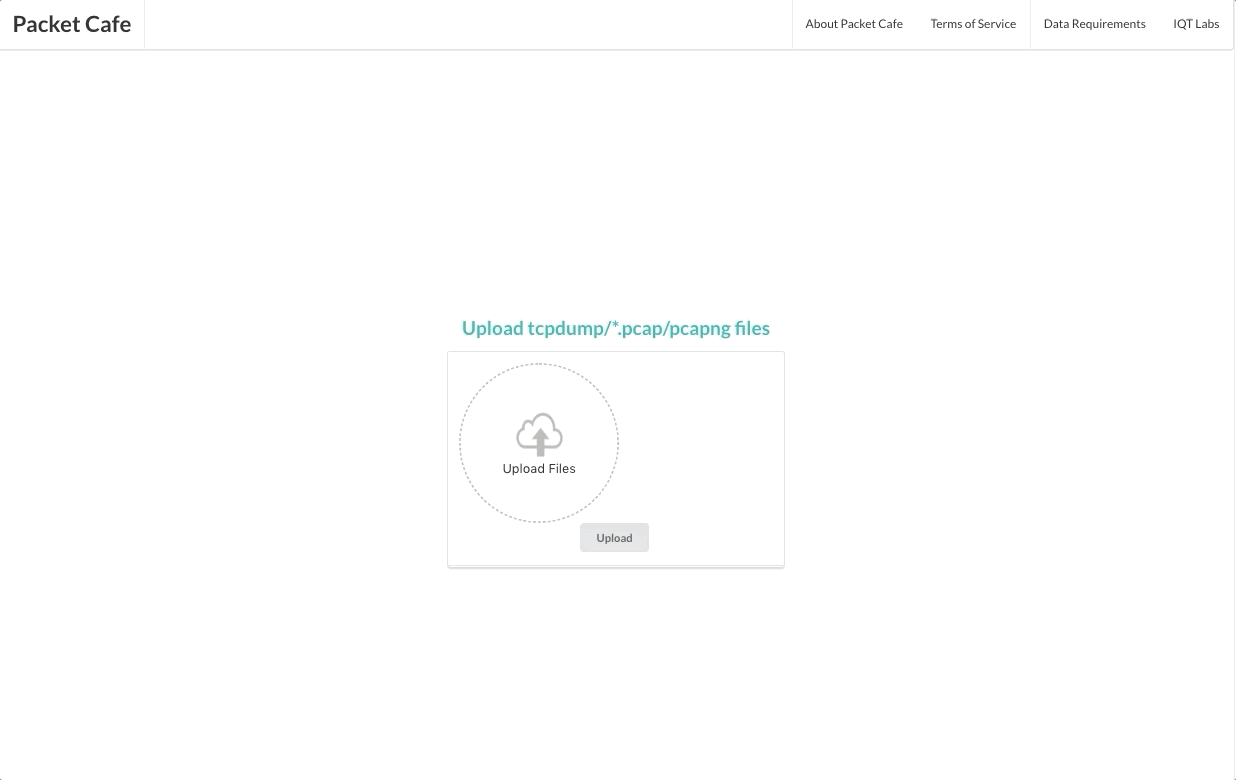 Packet Cafe
About Packet Cafe
Terms of Service
Data Requirements
IQT Labs
Upload tcpdump/*.pcap/pcapng files
Upload Files
Upload